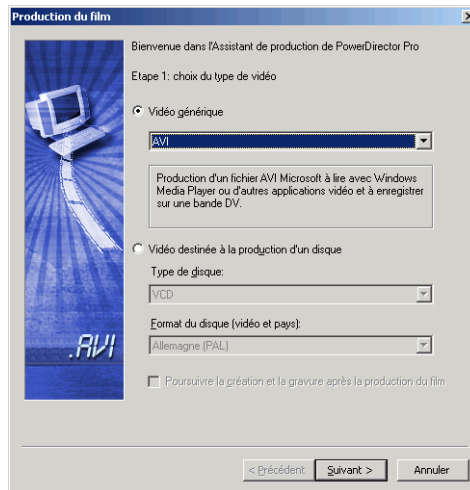 Production du film
Bienvenue dans l'Assistant de production de PowerDirector Pro
Etape 1: choix du type de vidéo
Vidéo générique
AVI
Production d'un fichier AVI Microsoft à lire avec Windows
Media Player ou d'autres applications vidéo et à enregistrer
sur une bande DV.
Vidéo destinée à la production d'un disque
Type de disque:
VCD
Format du disque (vidéo et pays):
Allemagne (PAL)
Poursuivre la création et la gravure après la production du film
.AVI
< Précédent
Suivant >
Annuler